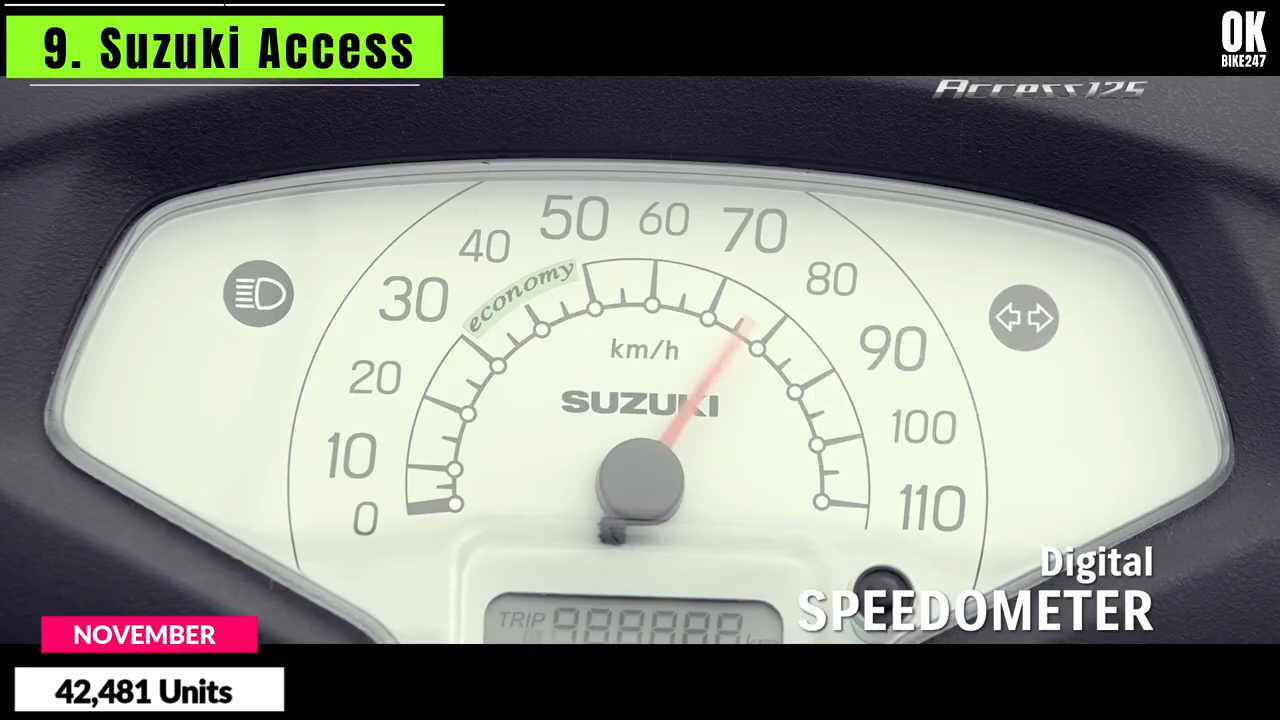 9. Suzuki Access
OK
BIKE247
Access125
50
60
70
40
80
30
economy
90
km/h
20
SUZUKI
100
10
110
0
Digital
TRIP
SPEEDOMETER
km
NOVEMBER
42,481 Units